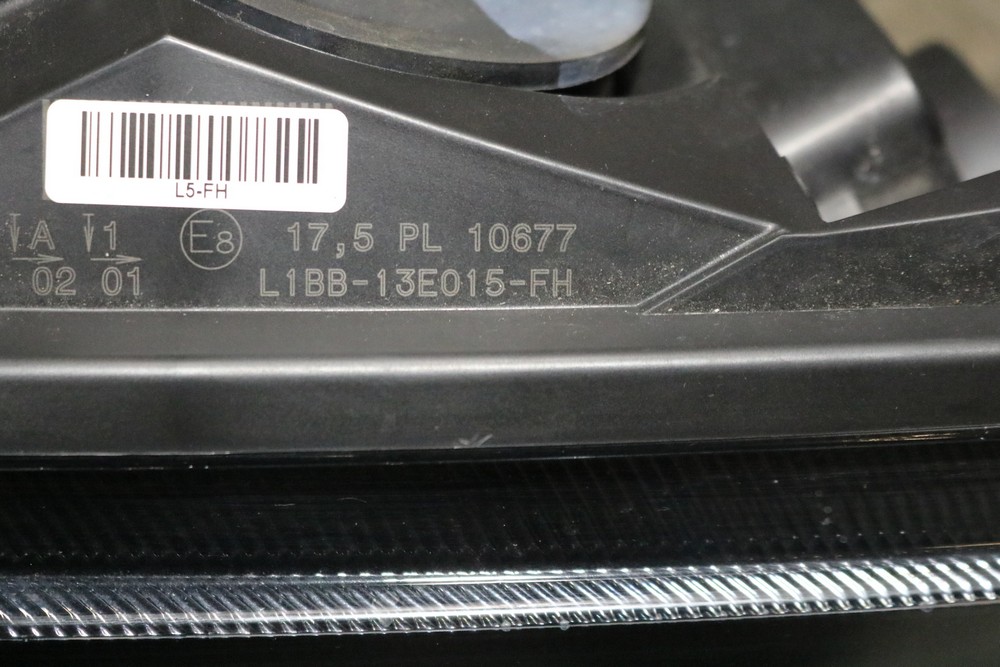 L5-FH
A 1 E8 17,5 PL 10677
02 01 L1BB-13E015-FH